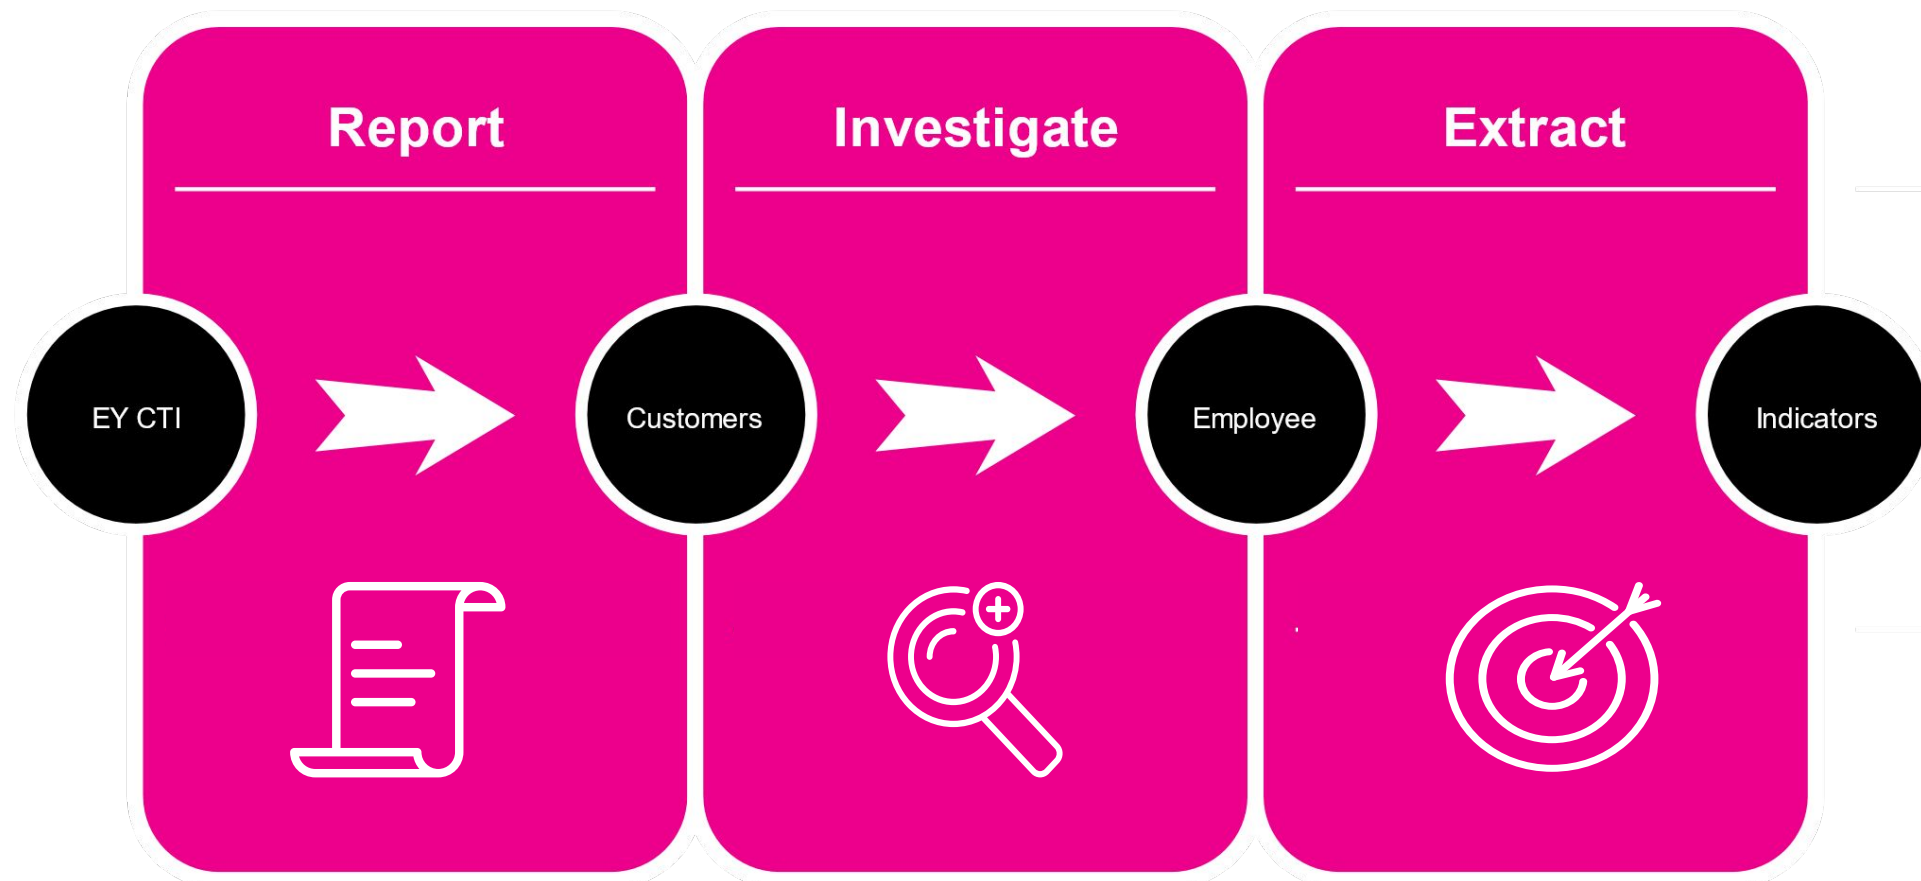 Report
Investigate
Extract
EY CTI
Customers
Employee
Indicators